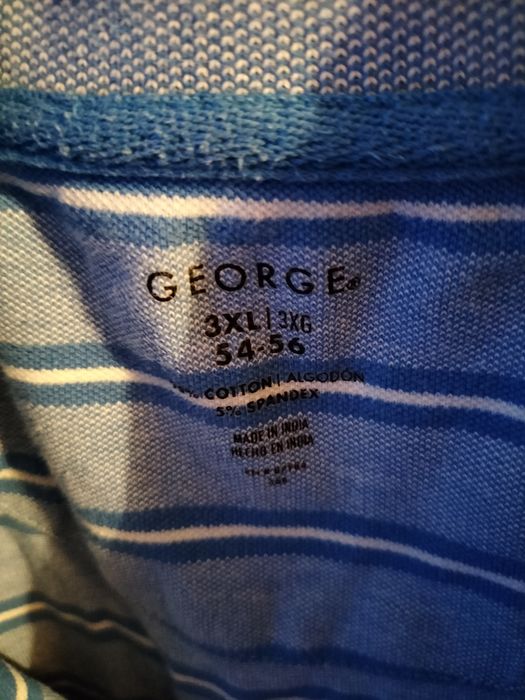 GEORGE®
3XL | 3XG
54-56
COTTON | ALGODÓN
5% SPANDEX
MADE IN INDIA
HECHO EN INDIA